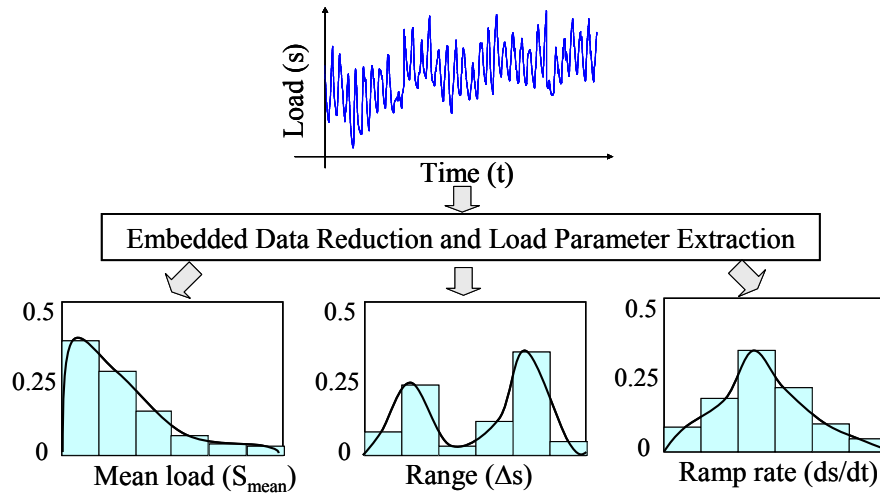 Load (s)
Time (t)
Embedded Data Reduction and Load Parameter Extraction
0.5
0.25
0
Mean load (Smean)
0.5
0.25
0
Range (Δs)
0.5
0.25
0
Ramp rate (ds/dt)